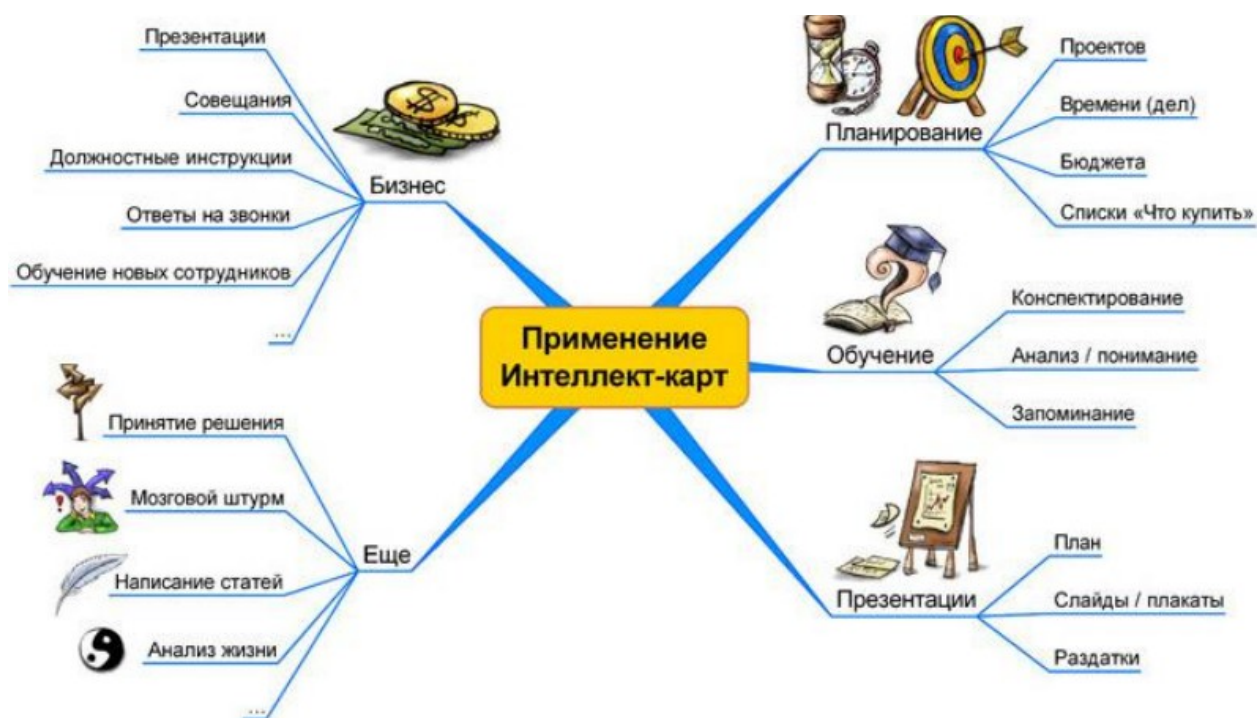 Применение
Интеллект-карт
Планирование
Проектов
Времени (дел)
Бюджета
Списки «Что купить»
Обучение
Конспектирование
Анализ / понимание
Запоминание
Презентации
План
Слайды / плакаты
Раздатки
Бизнес
Презентации
Совещания
Должностные инструкции
Ответы на звонки
Обучение новых сотрудников
...
Еще
Принятие решения
Мозговой штурм
Написание статей
Анализ жизни
...